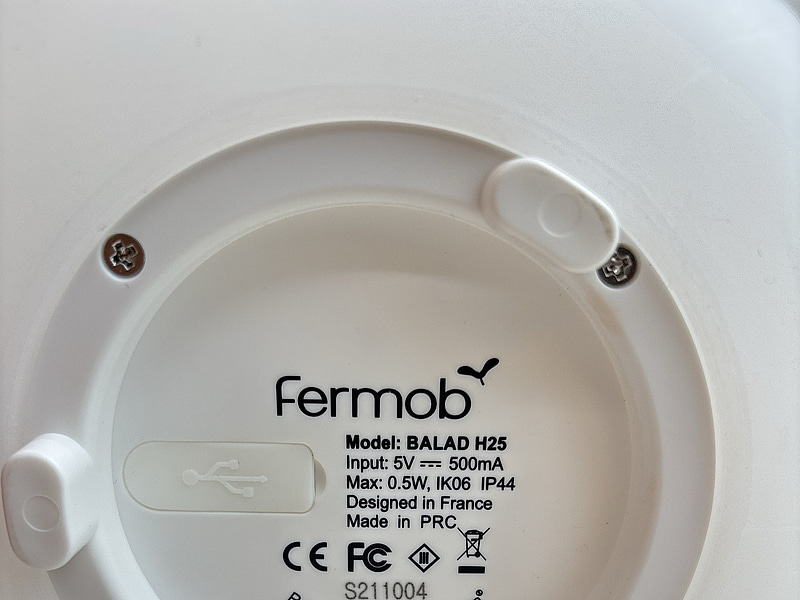 fermob
Model: BALAD H25
Input: 5V ⎓ 500mA
Max: 0.5W, IK06 IP44
Designed in France
Made in PRC
CE FC III
S211004